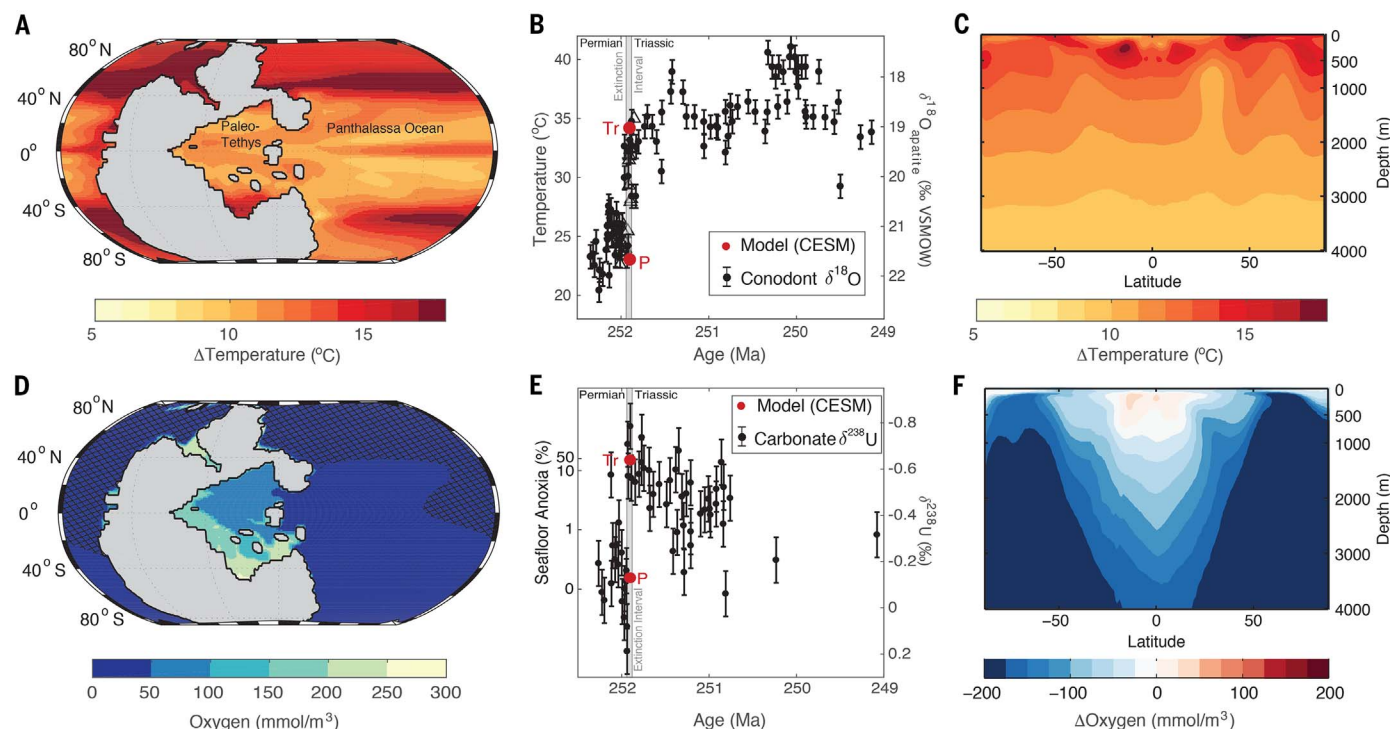 A
80° N
40° N
0°
40° S
80° S
Paleo-
Tethys
Panthalassa Ocean
5
10
15
ΔTemperature (°C)
B
Permian
Triassic
Extinction
Interval
Temperature (°C)
40
35
30
25
20
Tr
P
Model (CESM)
Conodont δ¹⁸O
18
19
20
21
22
δ¹⁸O apatite (‰ VSMOW)
252
251
250
249
Age (Ma)
C
0
500
1000
2000
3000
4000
Depth (m)
−50
0
50
Latitude
5
10
15
ΔTemperature (°C)
D
80° N
40° N
0°
40° S
80° S
0
50
100
150
200
250
300
Oxygen (mmol/m³)
E
Permian
Triassic
Model (CESM)
Carbonate δ²³⁸U
Seafloor Anoxia (%)
50
10
1
0
Tr
P
Extinction Interval
-0.8
-0.6
-0.4
-0.2
0
0.2
δ²³⁸U (‰)
252
251
250
249
Age (Ma)
F
0
500
1000
2000
3000
4000
Depth (m)
−50
0
50
Latitude
−200
−100
0
100
200
ΔOxygen (mmol/m³)